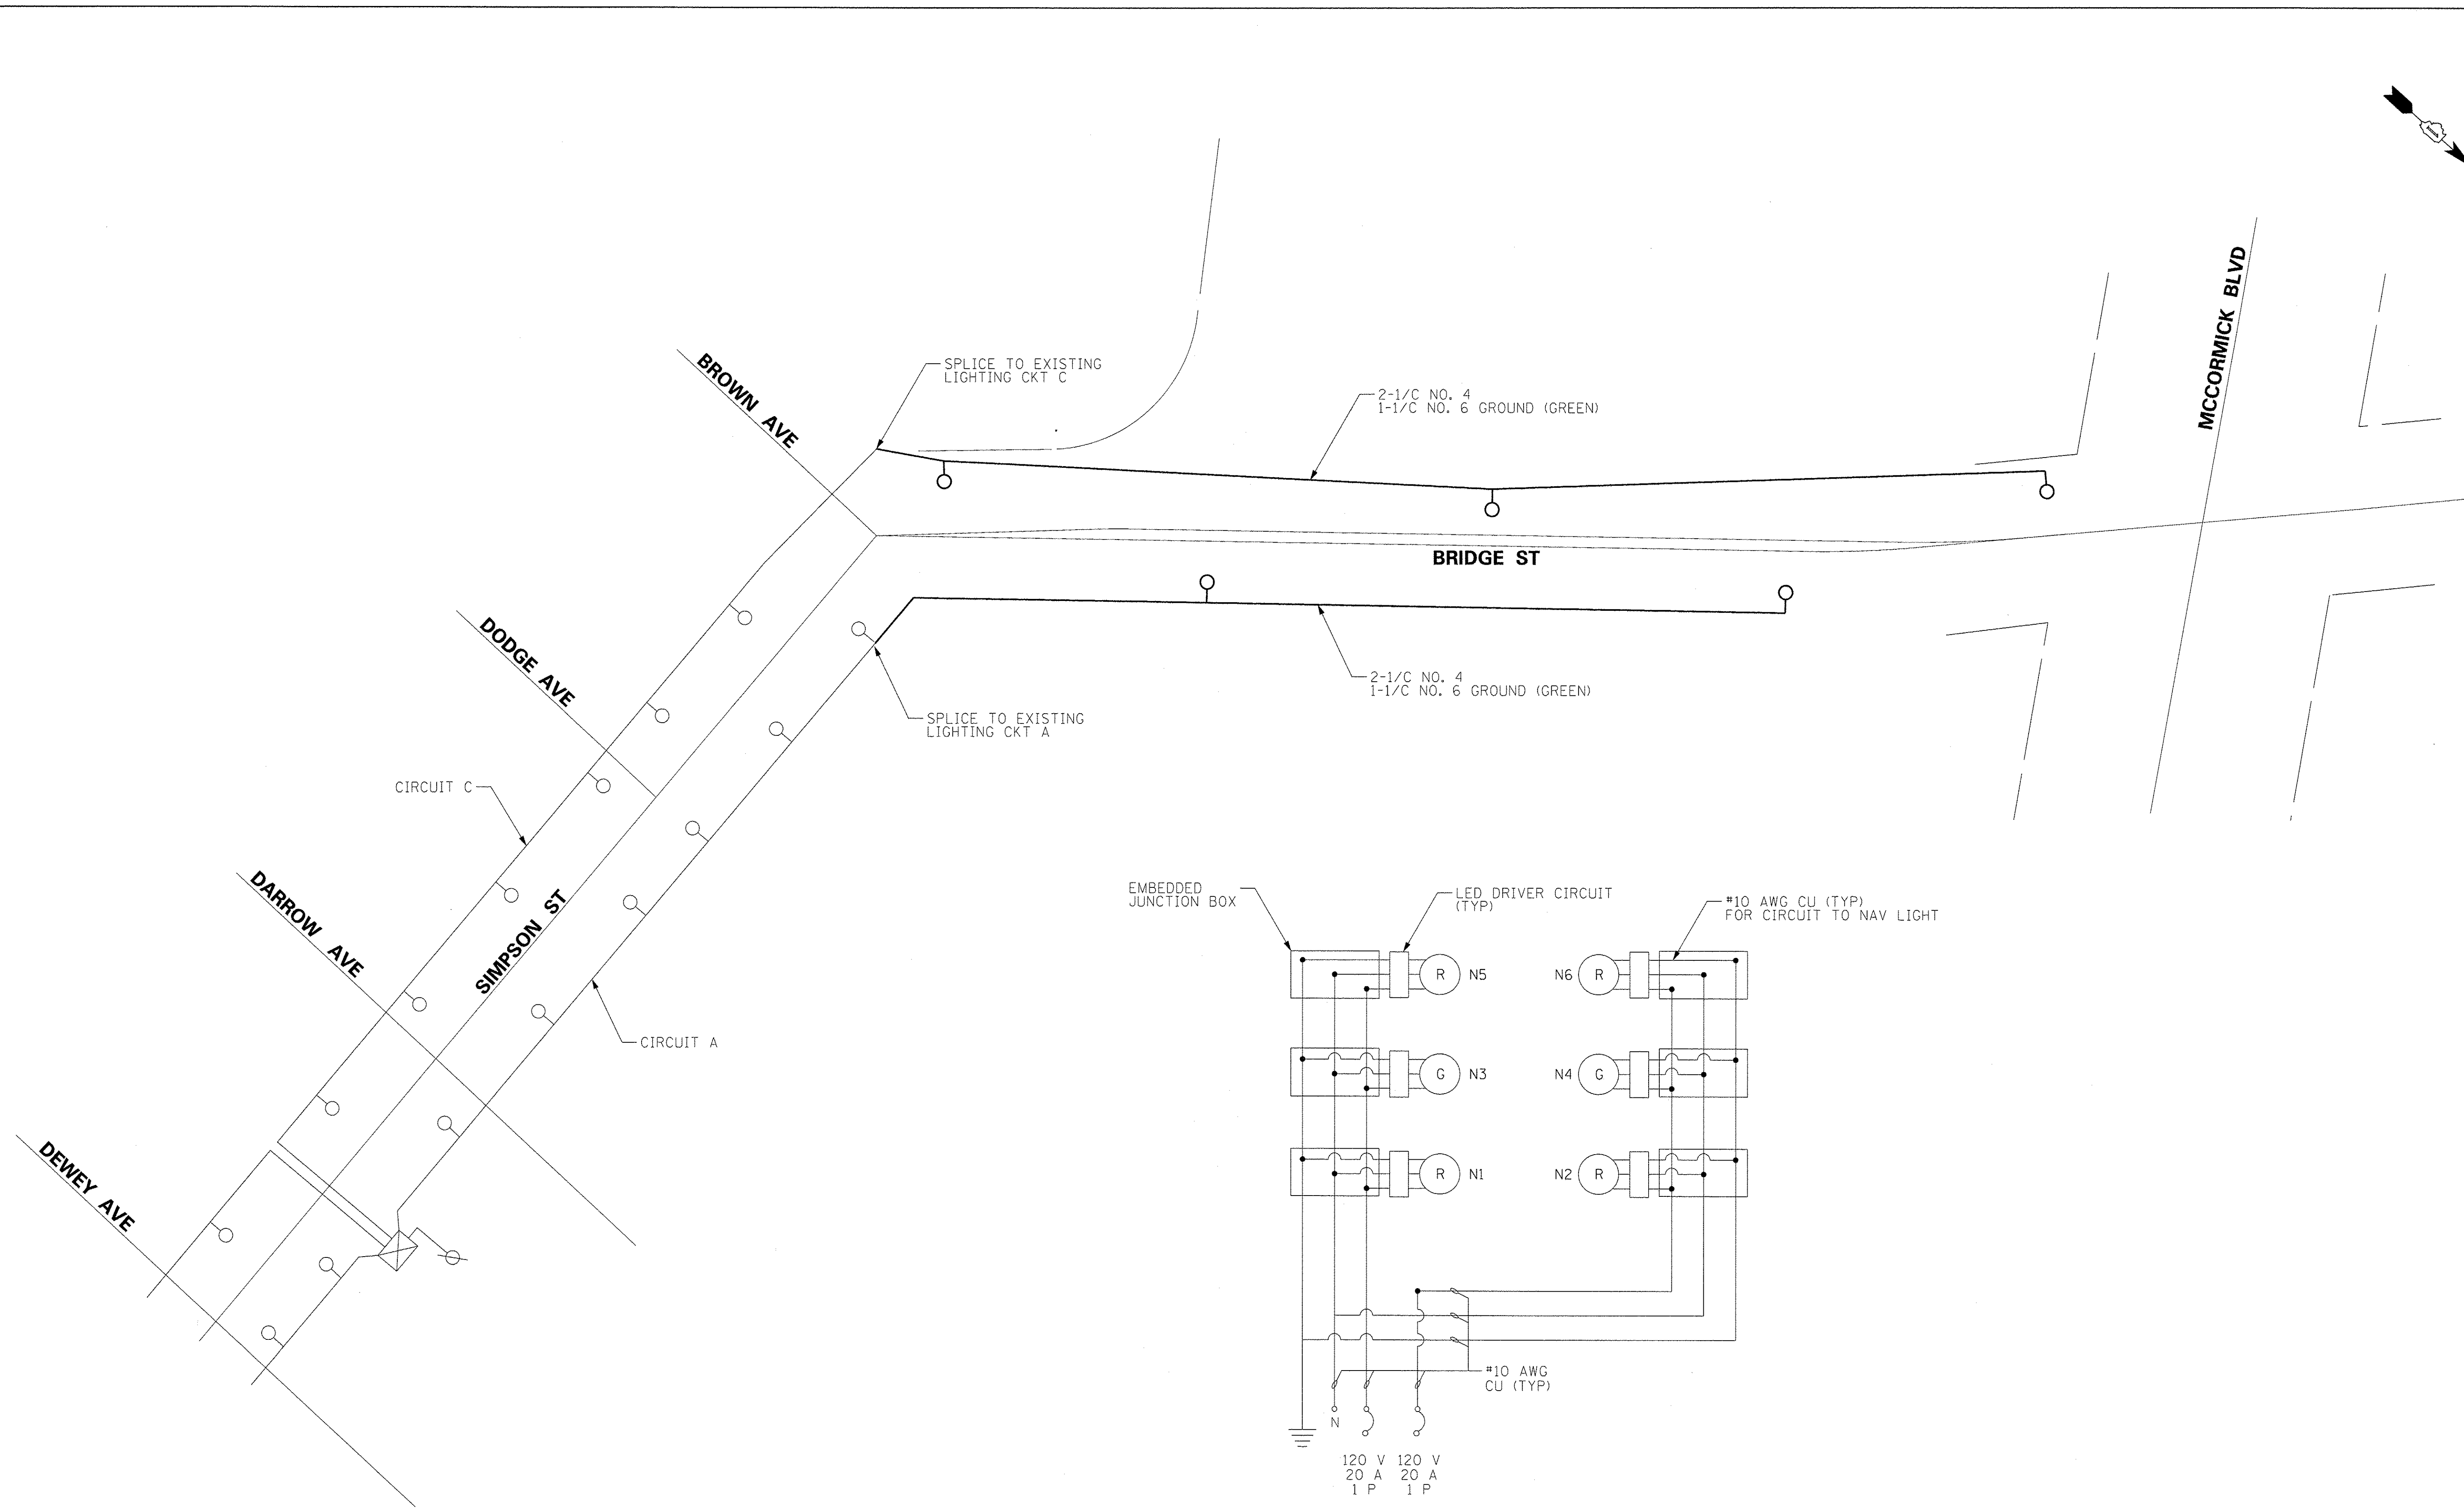 MCCORMICK BLVD
BROWN AVE
SPLICE TO EXISTING
LIGHTING CKT C
2-1/C NO. 4
1-1/C NO. 6 GROUND (GREEN)
BRIDGE ST
DODGE AVE
2-1/C NO. 4
1-1/C NO. 6 GROUND (GREEN)
SPLICE TO EXISTING
LIGHTING CKT A
CIRCUIT C
DARROW AVE
SIMPSON ST
CIRCUIT A
DEWEY AVE
EMBEDDED
JUNCTION BOX
LED DRIVER CIRCUIT
(TYP)
#10 AWG CU (TYP)
FOR CIRCUIT TO NAV LIGHT
R N5 N6 R
G N3 N4 G
R N1 N2 R
#10 AWG
CU (TYP)
N
120 V 120 V
20 A 20 A
1 P 1 P